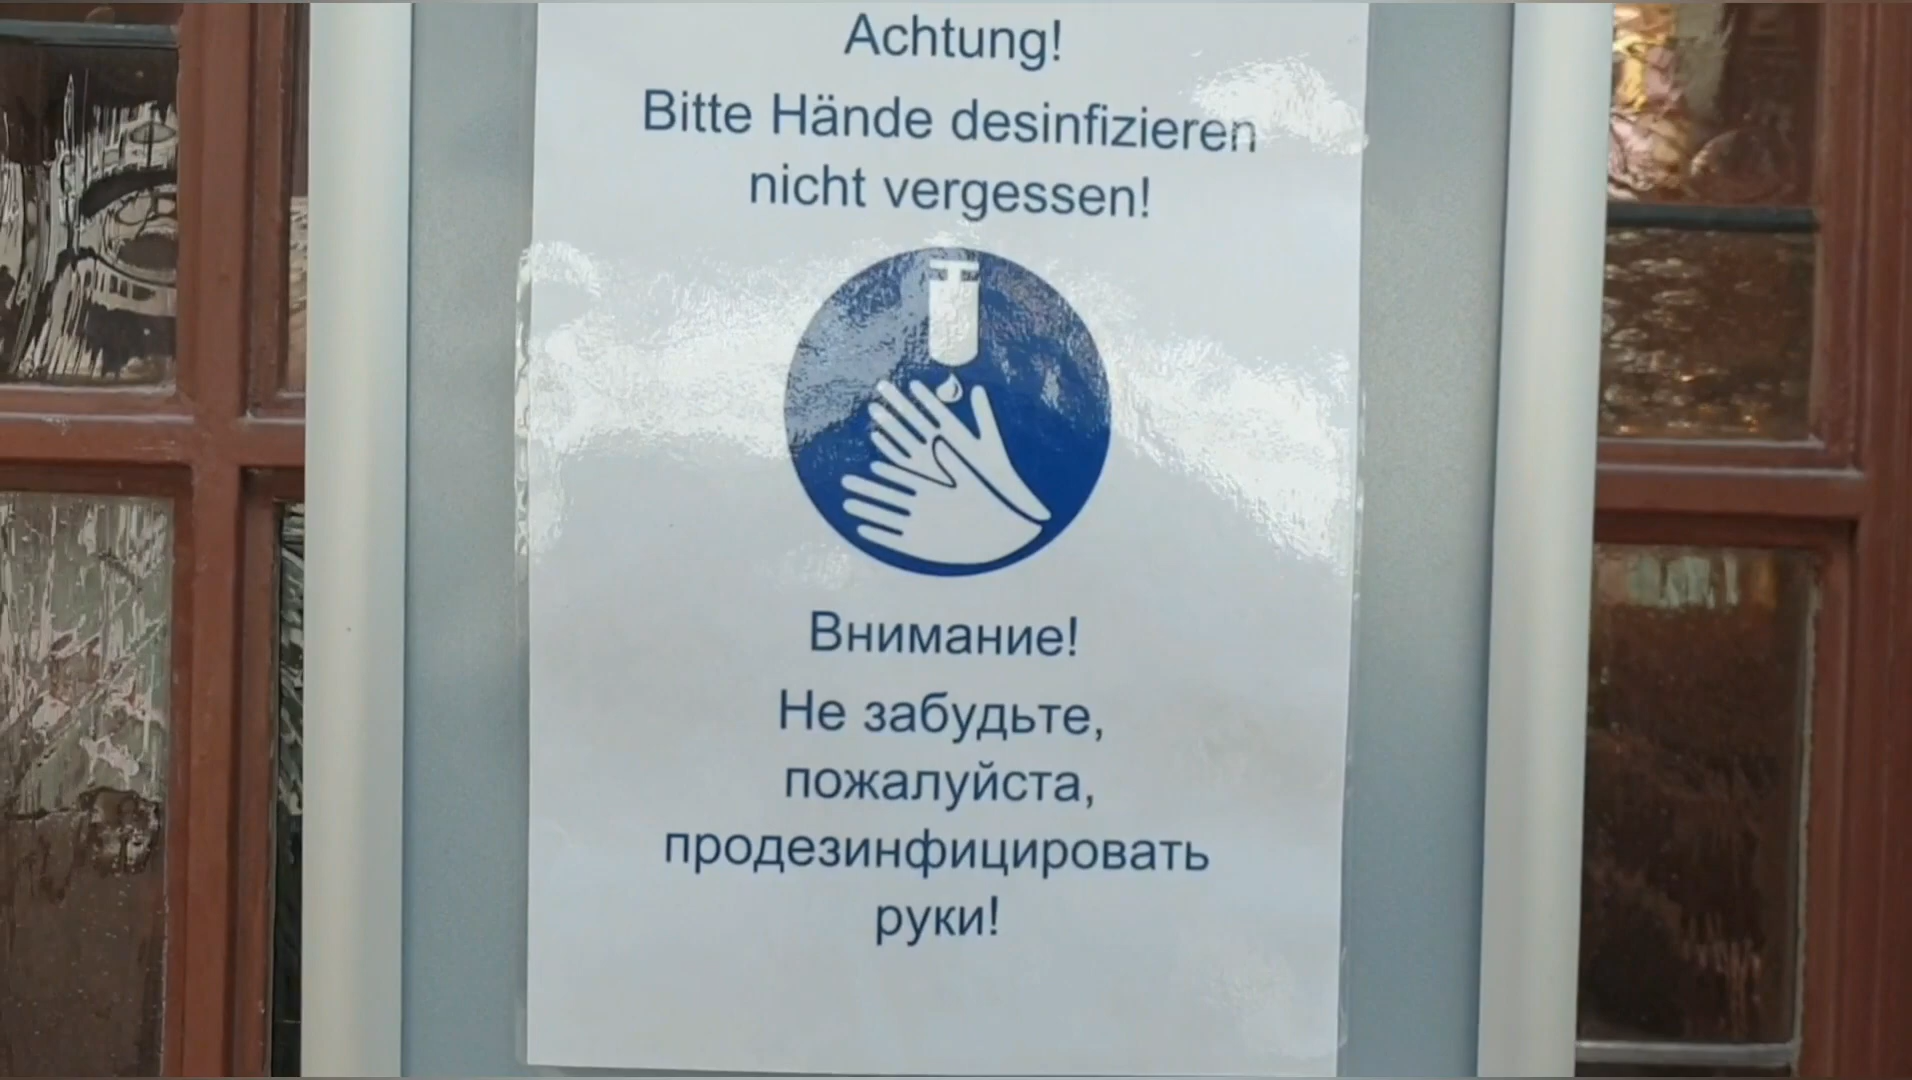 Achtung!
Bitte Hände desinfizieren
nicht vergessen!
Внимание!
Не забудьте,
пожалуйста,
продезинфицировать
руки!